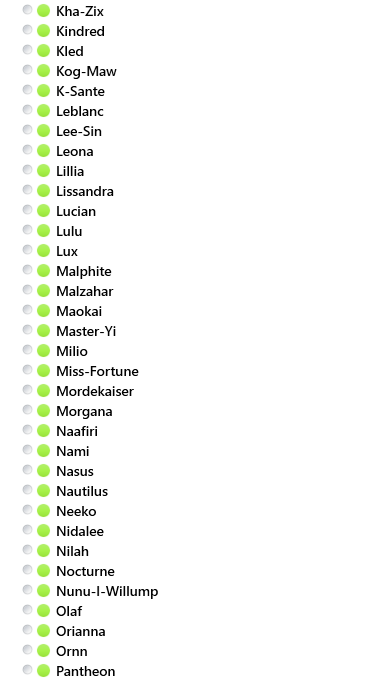 Kha-Zix
Kindred
Kled
Kog-Maw
K-Sante
Leblanc
Lee-Sin
Leona
Lillia
Lissandra
Lucian
Lulu
Lux
Malphite
Malzahar
Maokai
Master-Yi
Milio
Miss-Fortune
Mordekaiser
Morgana
Naafiri
Nami
Nasus
Nautilus
Neeko
Nidalee
Nilah
Nocturne
Nunu-I-Willump
Olaf
Orianna
Ornn
Pantheon